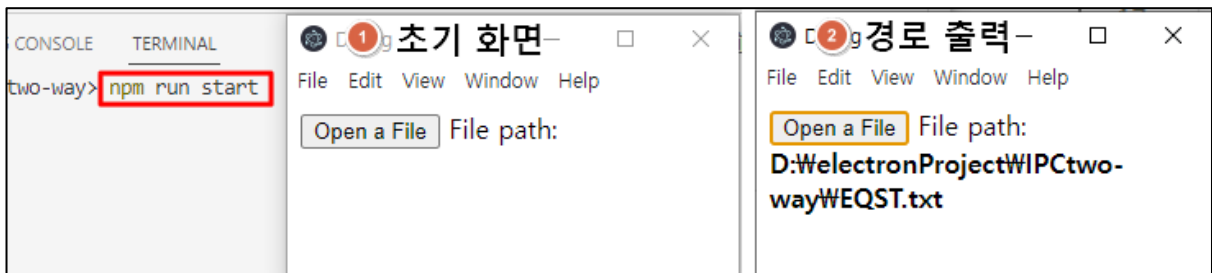 CONSOLE TERMINAL
two-way> npm run start
1 초기 화면
File Edit View Window Help
Open a File File path:
2 경로 출력
File Edit View Window Help
Open a File File path:
D:₩electronProject₩IPCtwo-
way₩EQST.txt